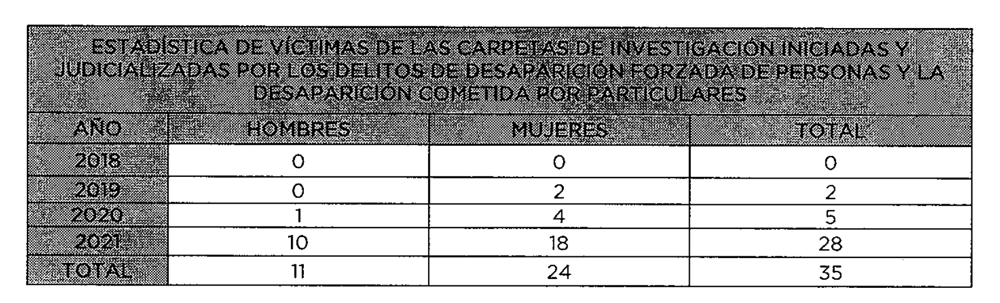 ESTADÍSTICA DE VÍCTIMAS DE LAS CARPETAS DE INVESTIGACIÓN INICIADAS Y
JUDICIALIZADAS POR LOS DELITOS DE DESAPARICIÓN FORZADA DE PERSONAS Y LA
DESAPARICIÓN COMETIDA POR PARTICULARES
AÑO HOMBRES MUJERES TOTAL
2018 0 0 0
2019 0 2 2
2020 1 4 5
2021 10 18 28
TOTAL 11 24 35